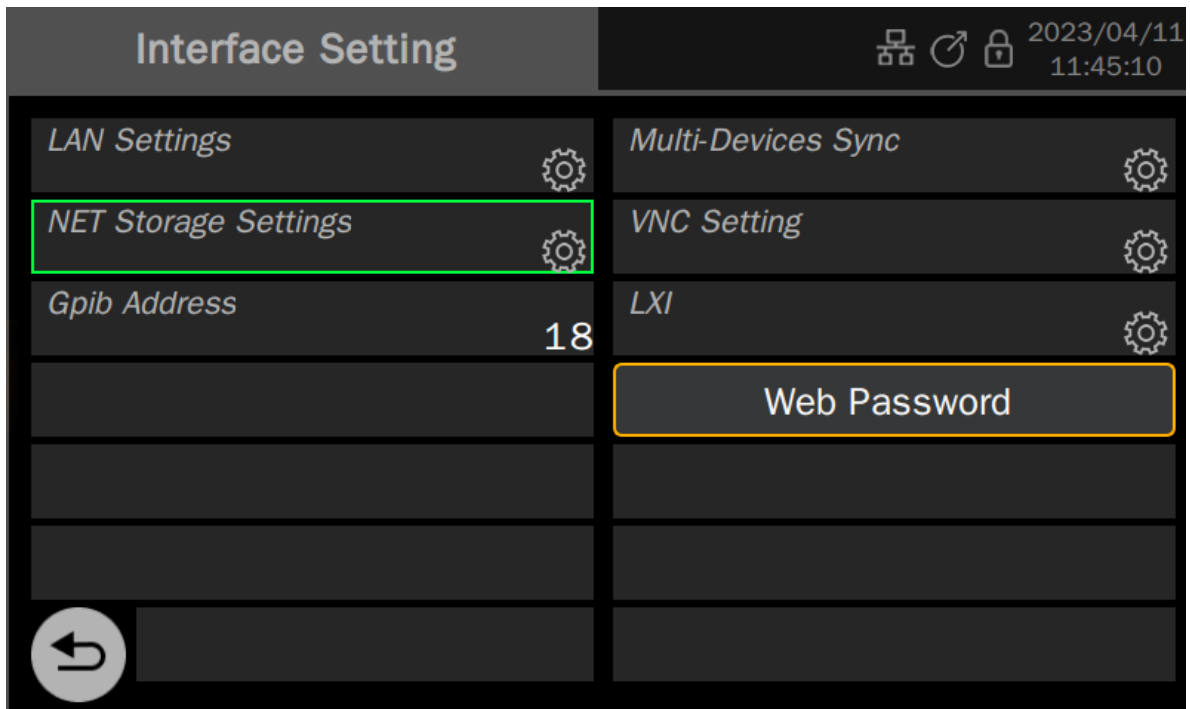 Interface Setting
2023/04/11
11:45:10
LAN Settings
Multi-Devices Sync
NET Storage Settings
VNC Setting
Gpib Address
18
LXI
Web Password